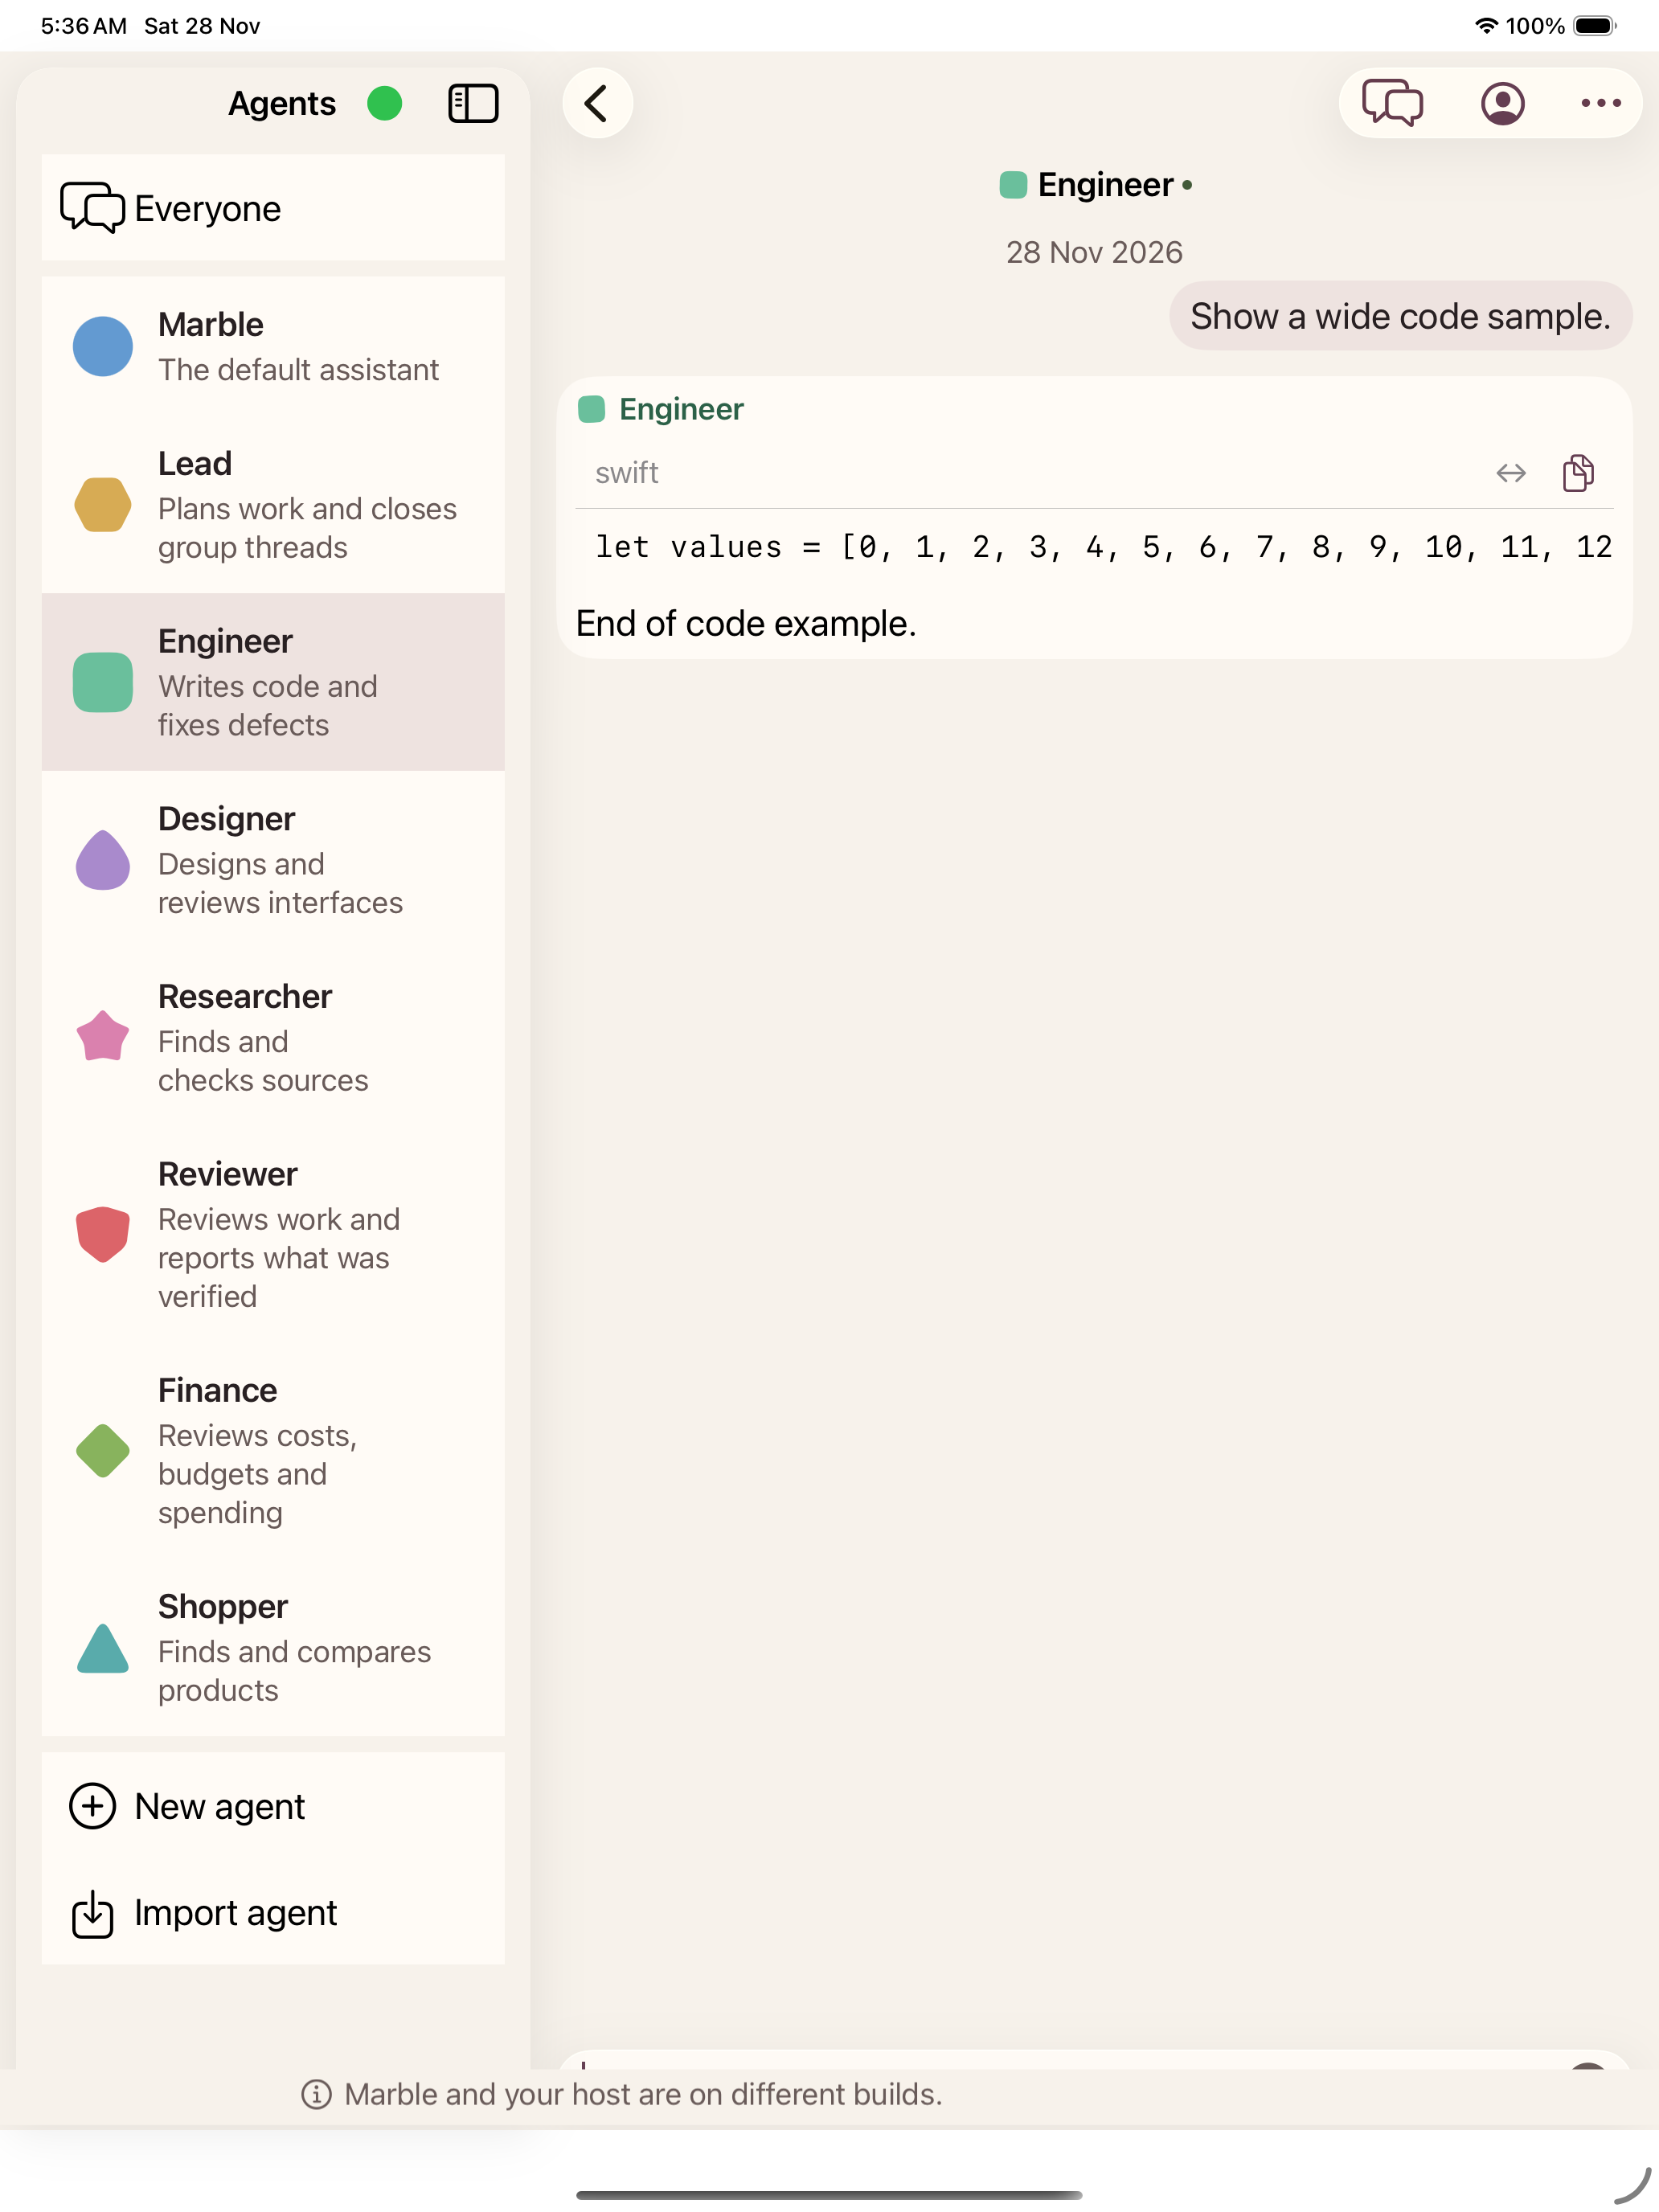 5:36 AM Sat 28 Nov
100%
Agents
Everyone
Marble
The default assistant
Lead
Plans work and closes
group threads
Engineer
Writes code and
fixes defects
Designer
Designs and
reviews interfaces
Researcher
Finds and
checks sources
Reviewer
Reviews work and
reports what was
verified
Finance
Reviews costs,
budgets and
spending
Shopper
Finds and compares
products
New agent
Import agent
Engineer
28 Nov 2026
Show a wide code sample.
Engineer
swift
let values = [0, 1, 2, 3, 4, 5, 6, 7, 8, 9, 10, 11, 12
End of code example.
Marble and your host are on different builds.